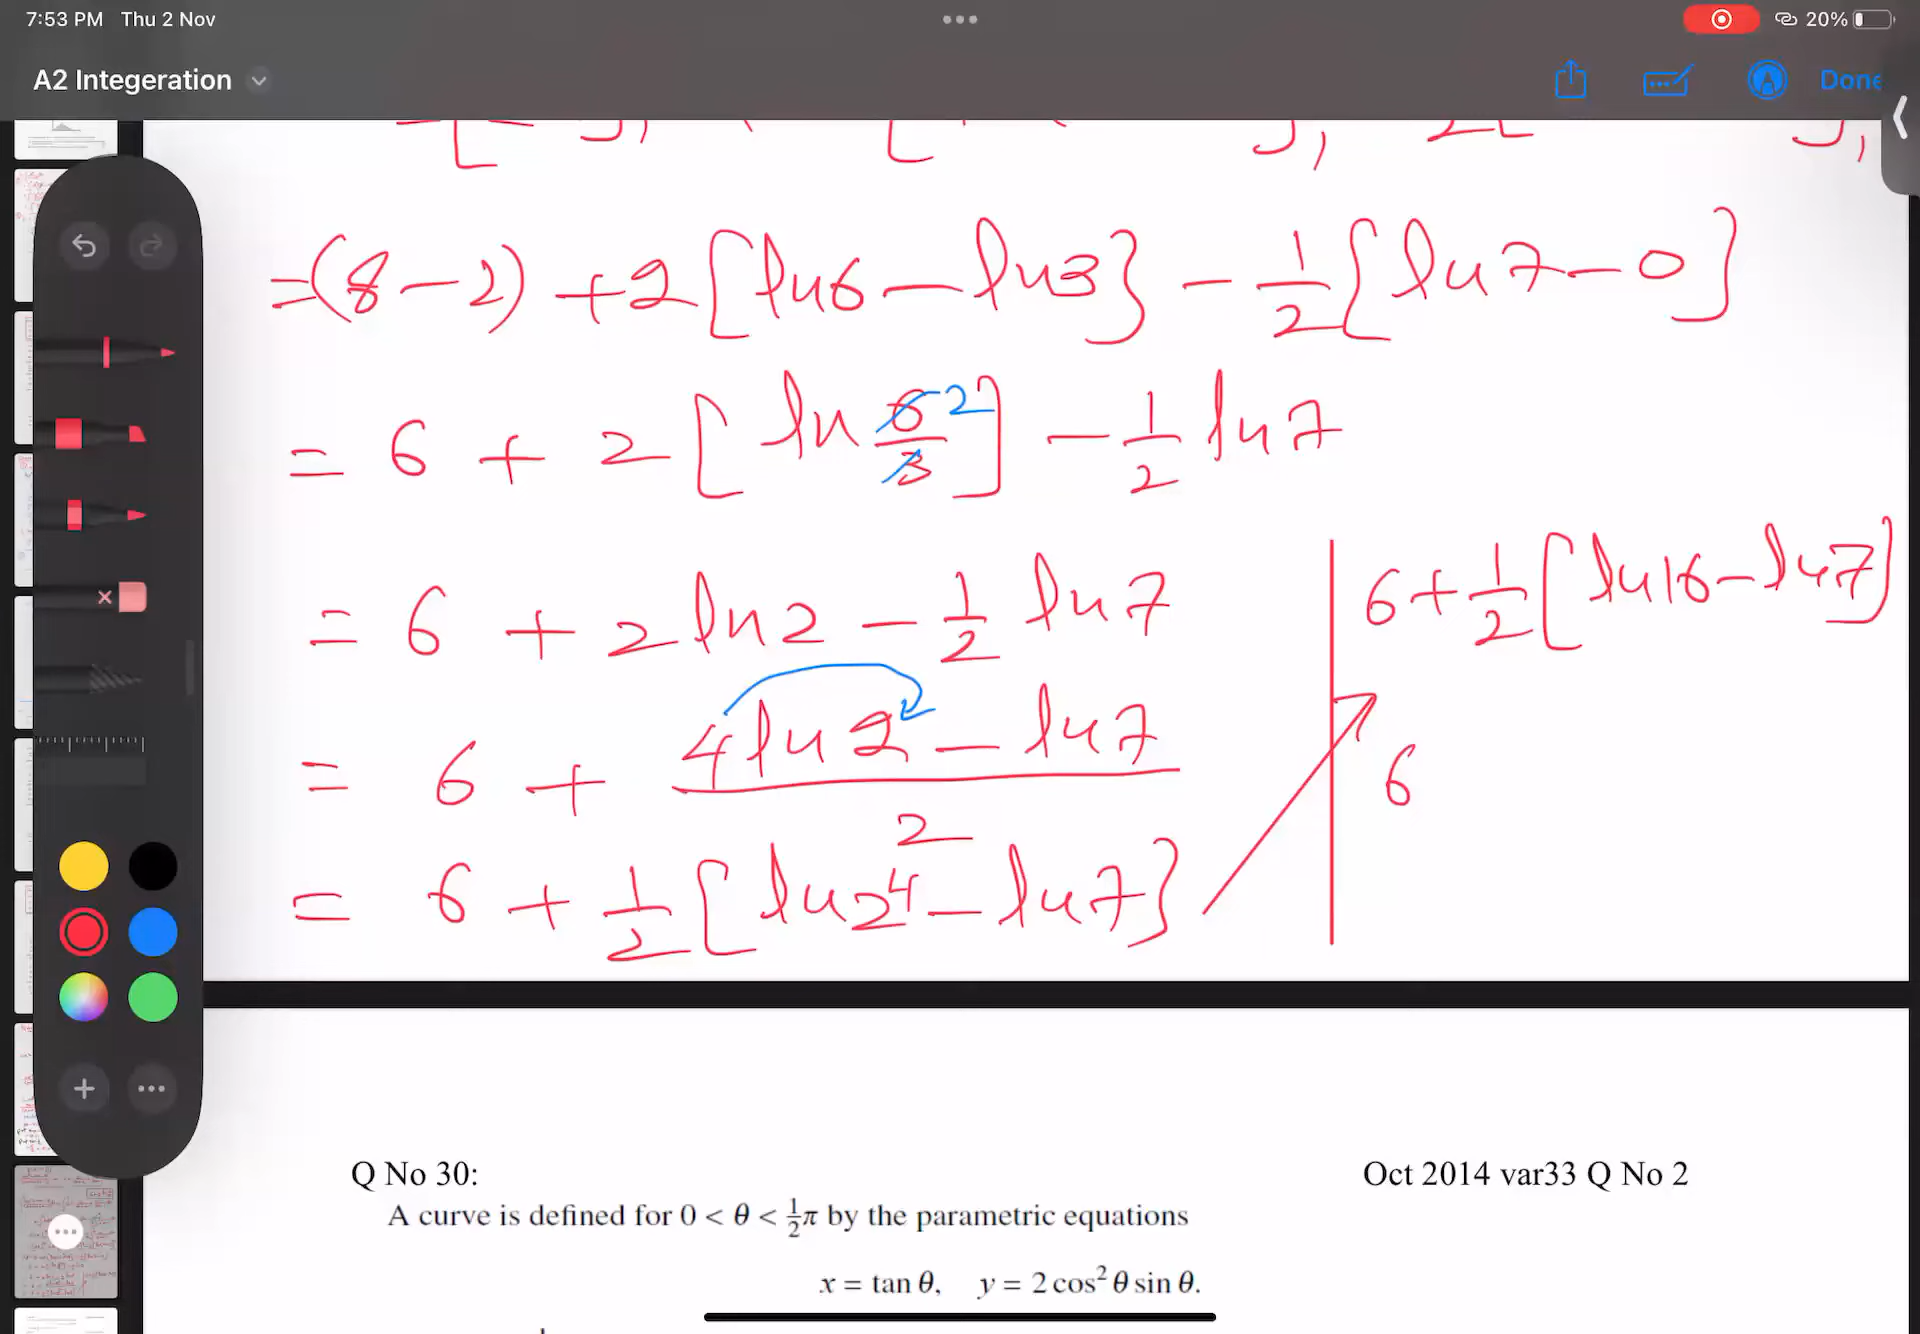 7:53 PM Thu 2 Nov
20%
A2 Integeration
Done
=(8-2) +2[ln6-ln3]-1/2[ln7-0]
= 6 + 2[ln 6/3 2] - 1/2 ln7
= 6 + 2ln2 - 1/2 ln7
= 6 + (4ln2 - ln7)/2
= 6 + 1/2[ln2⁴-ln7]
6+1/2[ln16-ln7]
6
Q No 30:
Oct 2014 var33 Q No 2
A curve is defined for 0 < θ < ½π by the parametric equations
x = tan θ, y = 2 cos² θ sin θ.